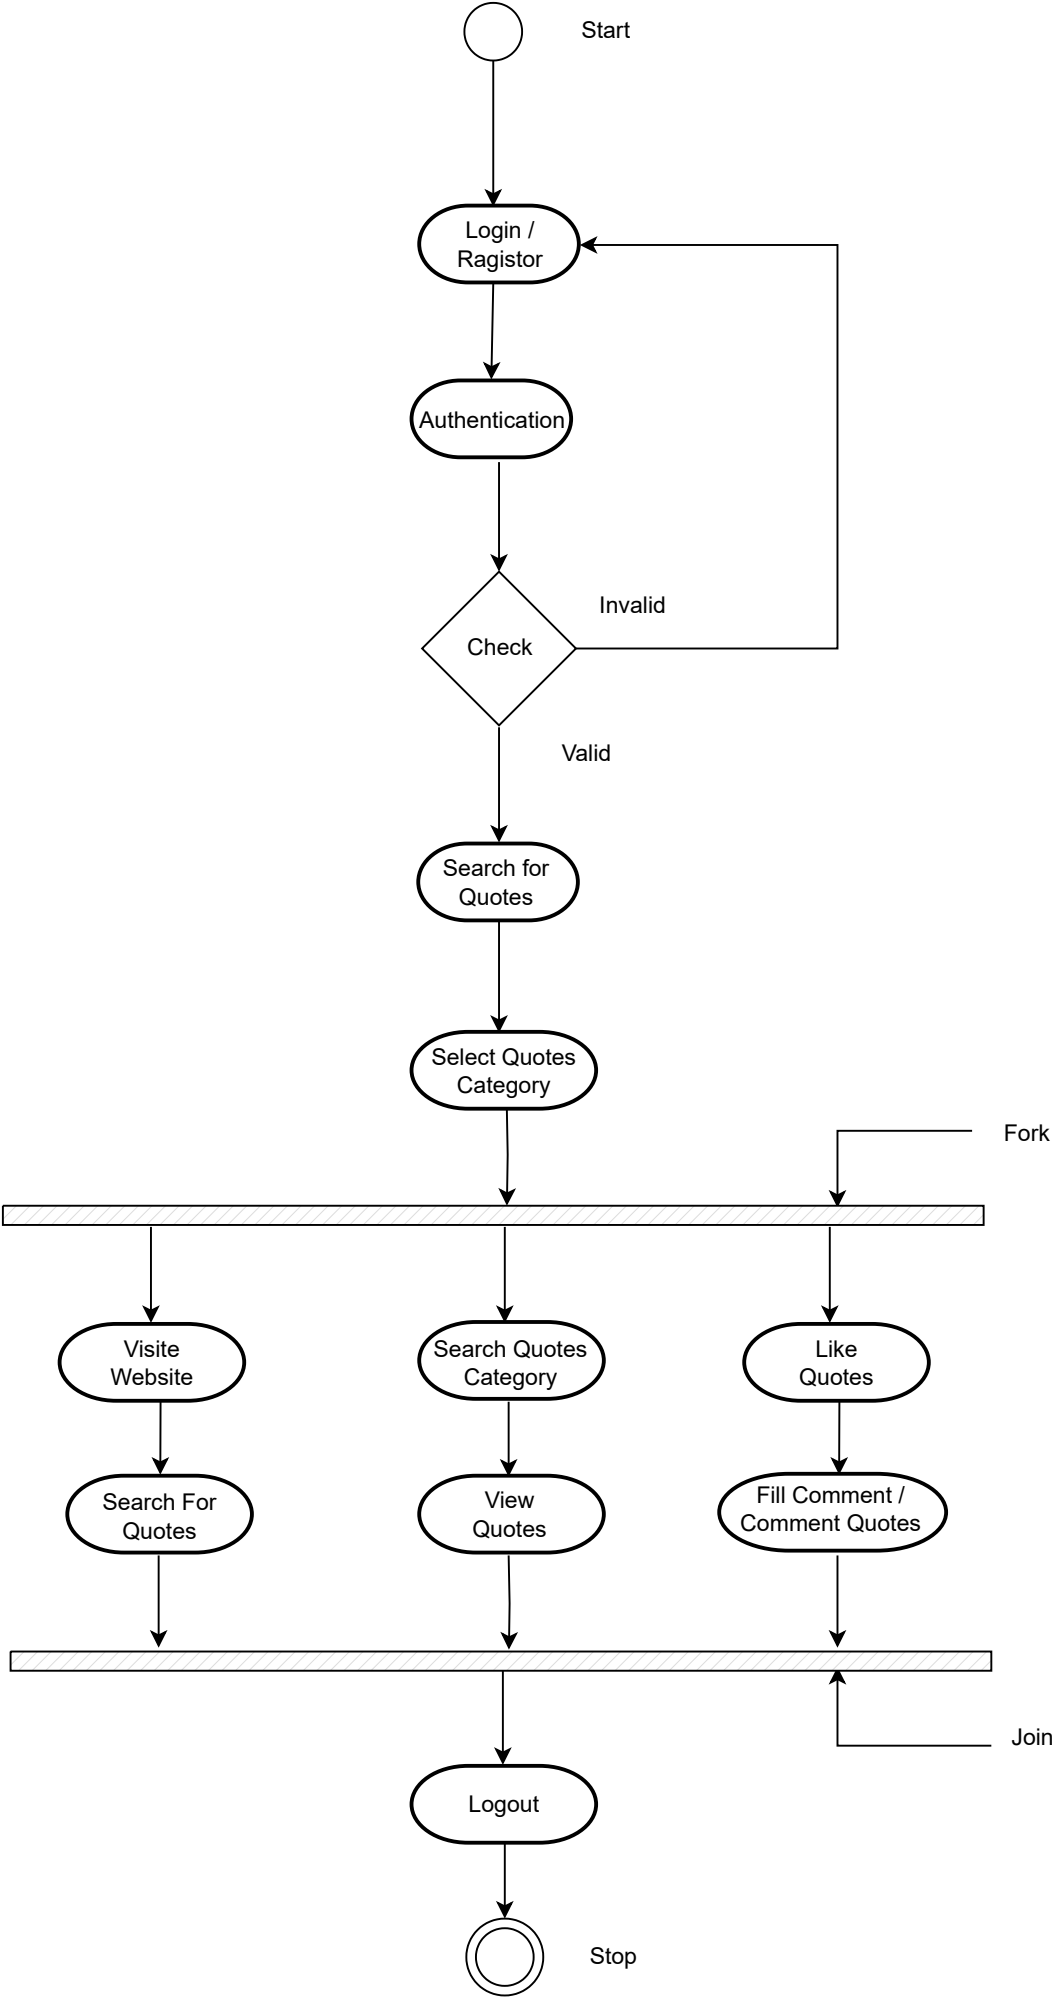 Start
Login /
Ragistor
Authentication
Invalid
Check
Valid
Search for
Quotes
Select Quotes
Category
Fork
Visite
Website
Search Quotes
Category
Like
Quotes
Search For
Quotes
View
Quotes
Fill Comment /
Comment Quotes
Join
Logout
Stop